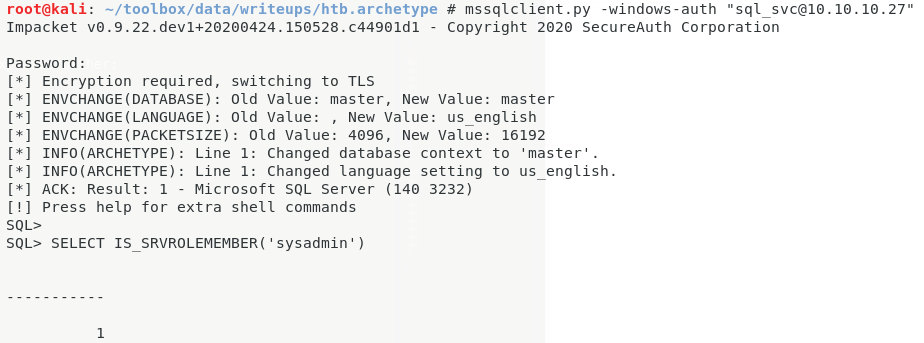 root@kali: ~/toolbox/data/writeups/htb.archetype # mssqlclient.py -windows-auth "sql_svc@10.10.10.27"
Impacket v0.9.22.dev1+20200424.150528.c44901d1 - Copyright 2020 SecureAuth Corporation
Password:
[*] Encryption required, switching to TLS
[*] ENVCHANGE(DATABASE): Old Value: master, New Value: master
[*] ENVCHANGE(LANGUAGE): Old Value: , New Value: us_english
[*] ENVCHANGE(PACKETSIZE): Old Value: 4096, New Value: 16192
[*] INFO(ARCHETYPE): Line 1: Changed database context to 'master'.
[*] INFO(ARCHETYPE): Line 1: Changed language setting to us_english.
[*] ACK: Result: 1 - Microsoft SQL Server (140 3232)
[!] Press help for extra shell commands
SQL>
SQL> SELECT IS_SRVROLEMEMBER('sysadmin')
-----------
1